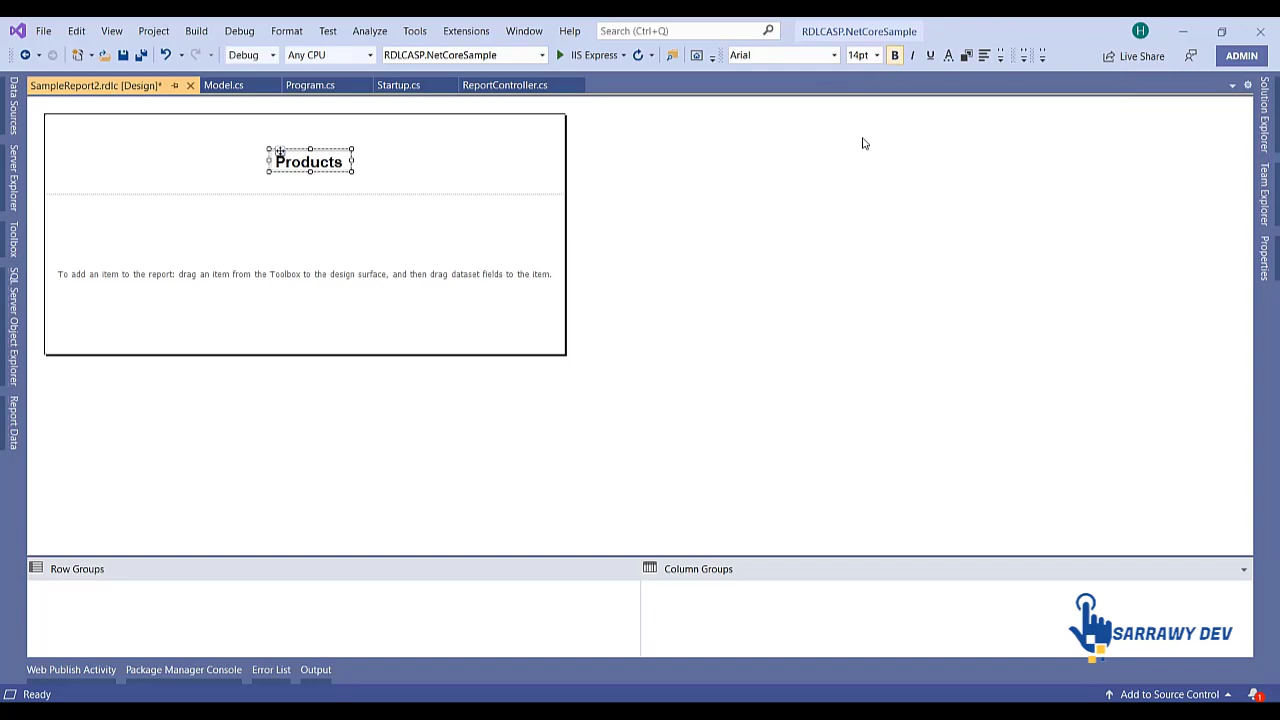 File Edit View Project Build Debug Format Test Analyze Tools Extensions Window Help Search (Ctrl+Q) RDLCASP.NetCoreSample H
Debug Any CPU RDLCASP.NetCoreSample IIS Express Arial 14pt B I U A Live Share ADMIN
SampleReport2.rdlc [Design]* Model.cs Program.cs Startup.cs ReportController.cs
Data Sources
Server Explorer
Toolbox
SQL Server Object Explorer
Report Data
Products
To add an item to the report: drag an item from the Toolbox to the design surface, and then drag dataset fields to the item.
Solution Explorer
Team Explorer
Properties
Row Groups Column Groups
SARRAWY DEV
Web Publish Activity Package Manager Console Error List Output
Ready Add to Source Control 1